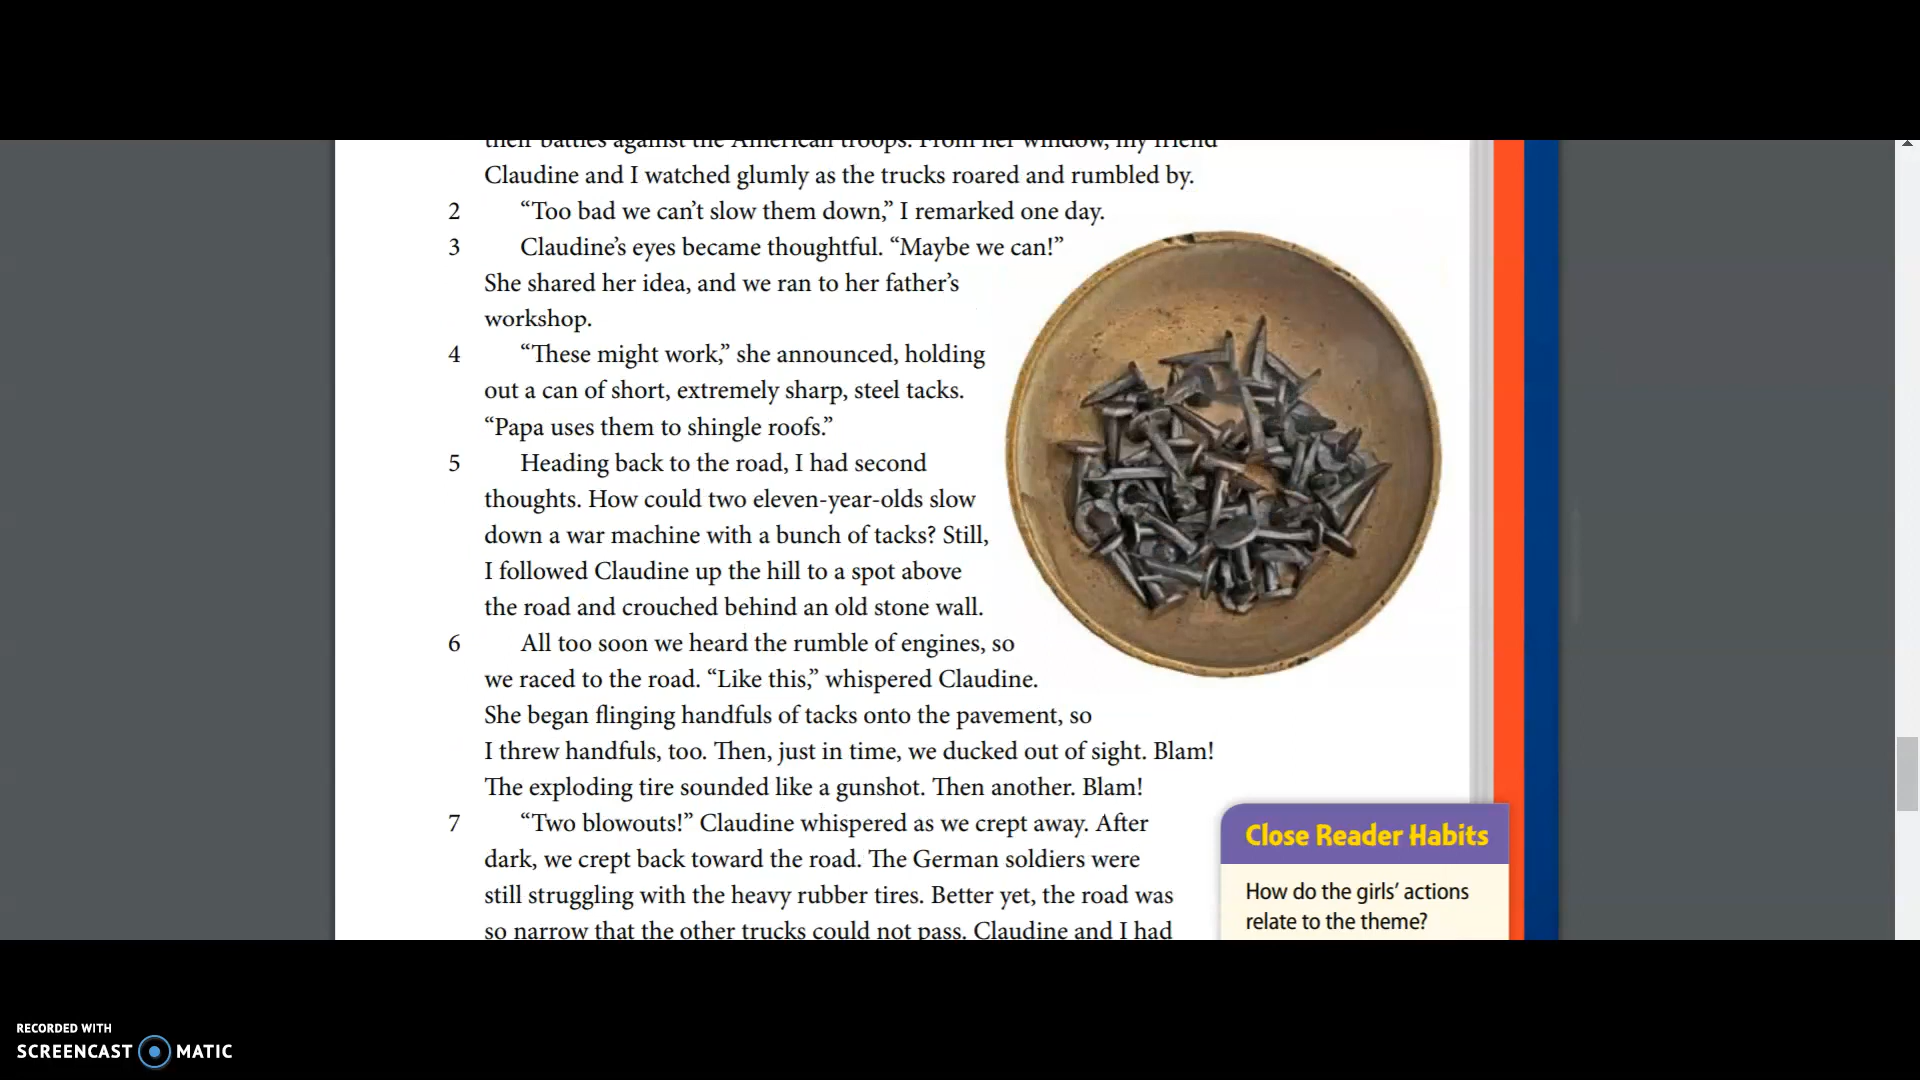 their battles against the American troops. From her window, my friend
Claudine and I watched glumly as the trucks roared and rumbled by.
2 “Too bad we can’t slow them down,” I remarked one day.
3 Claudine’s eyes became thoughtful. “Maybe we can!”
She shared her idea, and we ran to her father’s
workshop.
4 “These might work,” she announced, holding
out a can of short, extremely sharp, steel tacks.
“Papa uses them to shingle roofs.”
5 Heading back to the road, I had second
thoughts. How could two eleven-year-olds slow
down a war machine with a bunch of tacks? Still,
I followed Claudine up the hill to a spot above
the road and crouched behind an old stone wall.
6 All too soon we heard the rumble of engines, so
we raced to the road. “Like this,” whispered Claudine.
She began flinging handfuls of tacks onto the pavement, so
I threw handfuls, too. Then, just in time, we ducked out of sight. Blam!
The exploding tire sounded like a gunshot. Then another. Blam!
7 “Two blowouts!” Claudine whispered as we crept away. After
dark, we crept back toward the road. The German soldiers were
still struggling with the heavy rubber tires. Better yet, the road was
so narrow that the other trucks could not pass. Claudine and I had
Close Reader Habits
How do the girls’ actions
relate to the theme?
RECORDED WITH
SCREENCAST MATIC